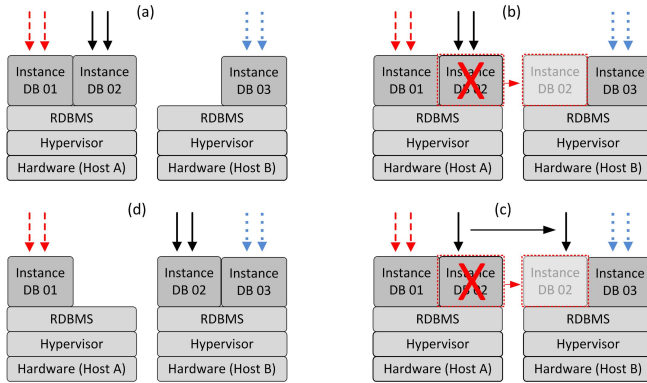 (a)
Instance
DB 01
Instance
DB 02
Instance
DB 03
RDBMS
RDBMS
Hypervisor
Hypervisor
Hardware (Host A)
Hardware (Host B)
(b)
Instance
DB 01
Instance
DB 02
Instance
DB 02
Instance
DB 03
RDBMS
RDBMS
Hypervisor
Hypervisor
Hardware (Host A)
Hardware (Host B)
(d)
Instance
DB 01
Instance
DB 02
Instance
DB 03
RDBMS
RDBMS
Hypervisor
Hypervisor
Hardware (Host A)
Hardware (Host B)
(c)
Instance
DB 01
Instance
DB 02
Instance
DB 02
Instance
DB 03
RDBMS
RDBMS
Hypervisor
Hypervisor
Hardware (Host A)
Hardware (Host B)